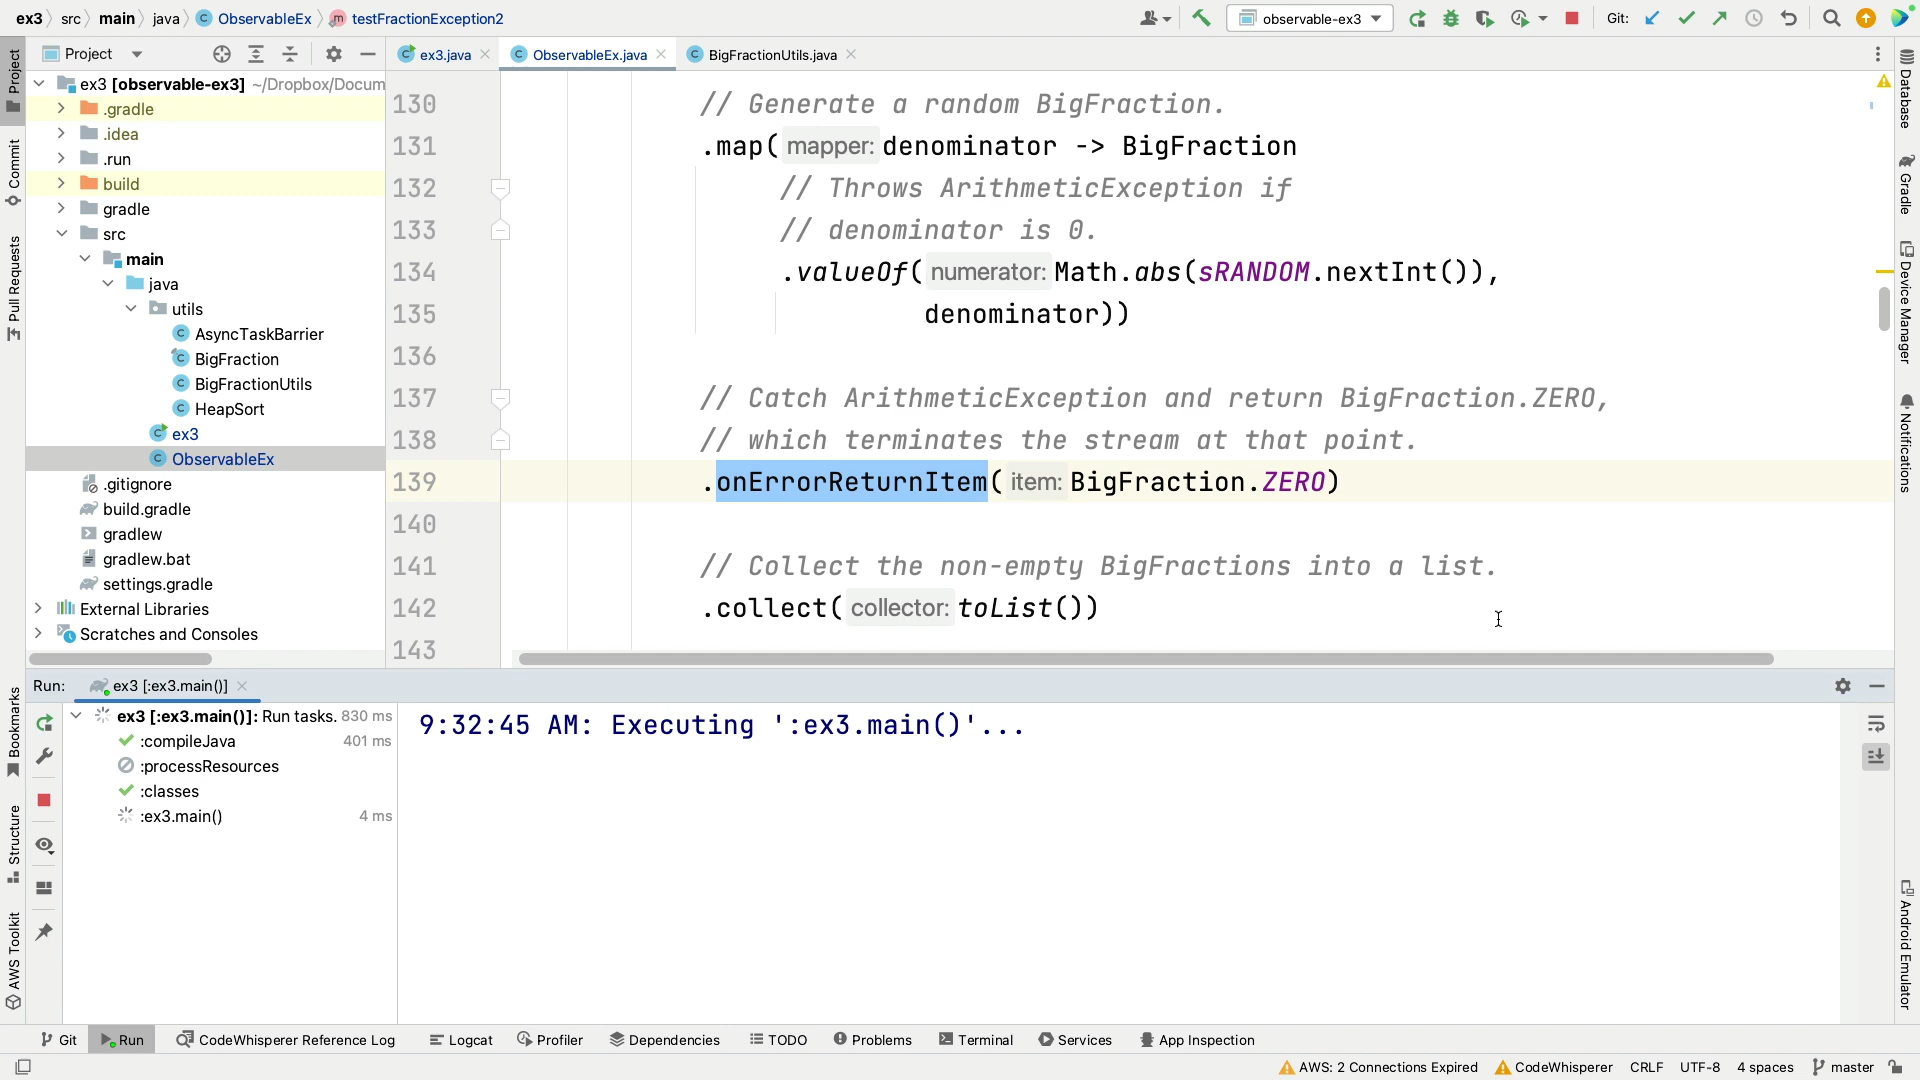 ex3 src main java ObservableEx testFractionException2 observable-ex3 Git:
Project
ex3.java ObservableEx.java BigFractionUtils.java
ex3 [observable-ex3] ~/Dropbox/Docum
.gradle
.idea
.run
build
gradle
src
main
java
utils
AsyncTaskBarrier
BigFraction
BigFractionUtils
HeapSort
ex3
ObservableEx
.gitignore
build.gradle
gradlew
gradlew.bat
settings.gradle
External Libraries
Scratches and Consoles
130 // Generate a random BigFraction.
131 .map( mapper: denominator -> BigFraction
132 // Throws ArithmeticException if
133 // denominator is 0.
134 .valueOf( numerator: Math.abs(sRANDOM.nextInt()),
135 denominator))
136
137 // Catch ArithmeticException and return BigFraction.ZERO,
138 // which terminates the stream at that point.
139 .onErrorReturnItem( item: BigFraction.ZERO)
140
141 // Collect the non-empty BigFractions into a list.
142 .collect( collector: toList())
143
Run: ex3 [:ex3.main()]
ex3 [:ex3.main()]: Run tasks. 830 ms
:compileJava 401 ms
:processResources
:classes
:ex3.main() 4 ms
9:32:45 AM: Executing ':ex3.main()'...
Project
Commit
Pull Requests
Bookmarks
Structure
AWS Toolkit
Database
Gradle
Device Manager
Notifications
Android Emulator
Git Run CodeWhisperer Reference Log Logcat Profiler Dependencies TODO Problems Terminal Services App Inspection
AWS: 2 Connections Expired CodeWhisperer CRLF UTF-8 4 spaces master